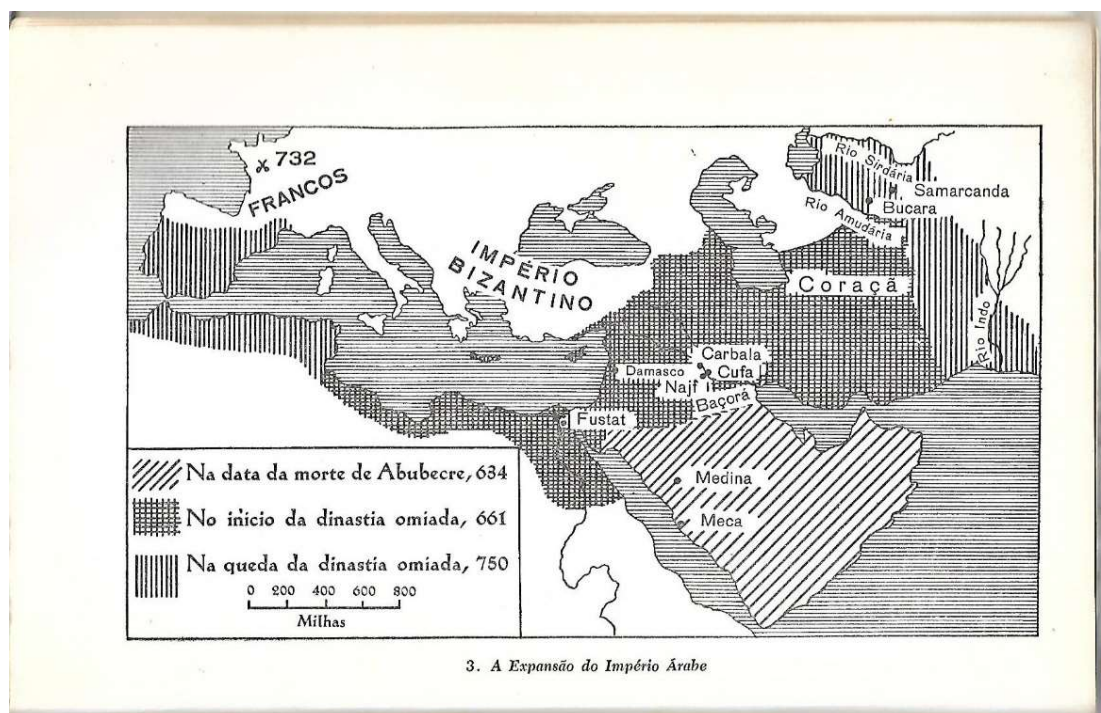 732
FRANCOS
IMPÉRIO
BIZANTINO
Rio Sirdária
Samarcanda
Bucara
Rio Amudária
Coraçã
Rio Indo
Carbala
Damasco
Cufa
Najf
Baçorá
Fustat
Medina
Meca
Na data da morte de Abubecre, 634
No início da dinastia omíada, 661
Na queda da dinastia omíada, 750
0 200 400 600 800
Milhas
3. A Expansão do Império Árabe